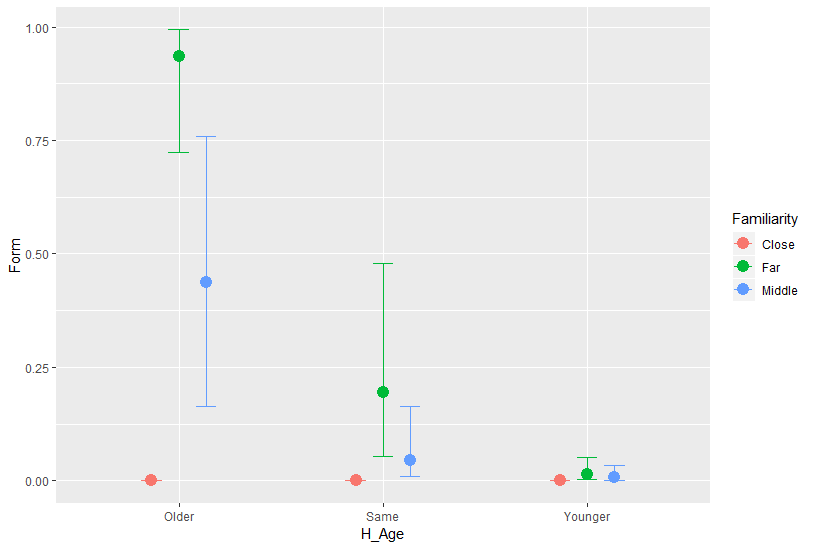 1.00
0.75
0.50
0.25
0.00
Form
Older Same Younger
H_Age
Familiarity
Close
Far
Middle